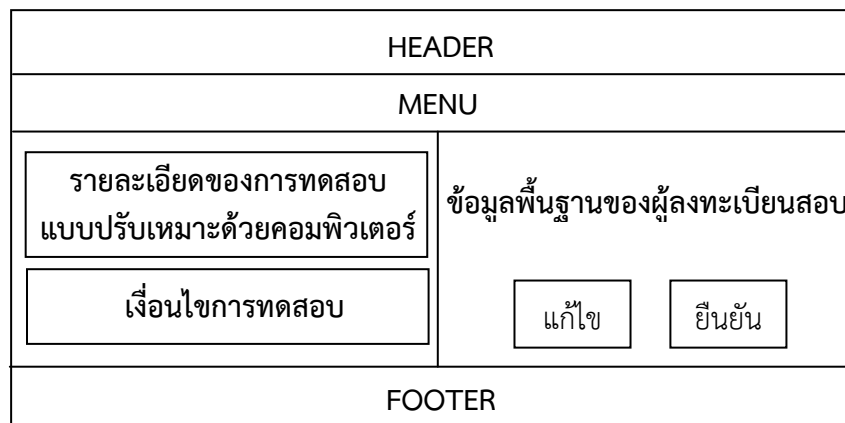 HEADER
MENU
รายละเอียดของการทดสอบ
แบบปรับเหมาะด้วยคอมพิวเตอร์
เงื่อนไขการทดสอบ
ข้อมูลพื้นฐานของผู้ลงทะเบียนสอบ
แก้ไข
ยืนยัน
FOOTER